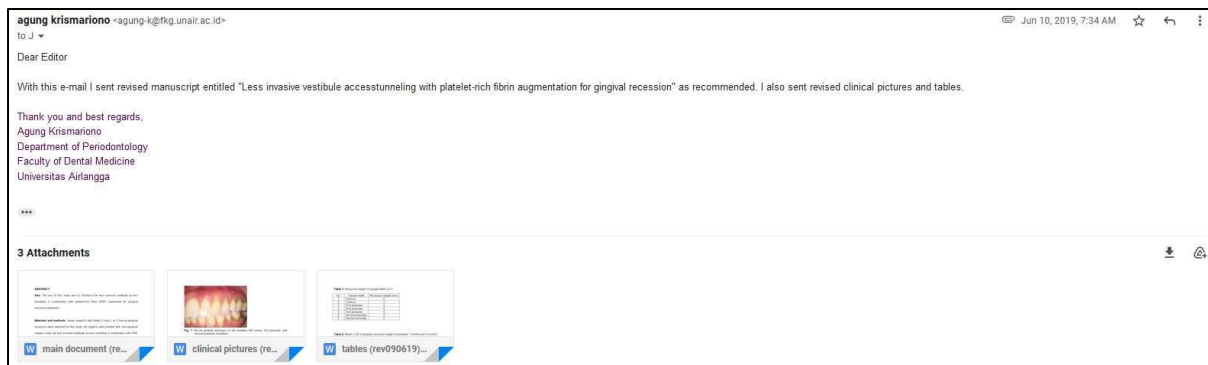 agung krismariono <agung-k@fkg.unair.ac.id>
Jun 10, 2019, 7:34 AM
to J
Dear Editor
With this e-mail I sent revised manuscript entitled "Less invasive vestibule accesstunneling with platelet-rich fibrin augmentation for gingival recession" as recommended. I also sent revised clinical pictures and tables.
Thank you and best regards,
Agung Krismariono
Department of Periodontology
Faculty of Dental Medicine
Universitas Airlangga
3 Attachments
W main document (re...
W clinical pictures (re...
W tables (rev090619)...